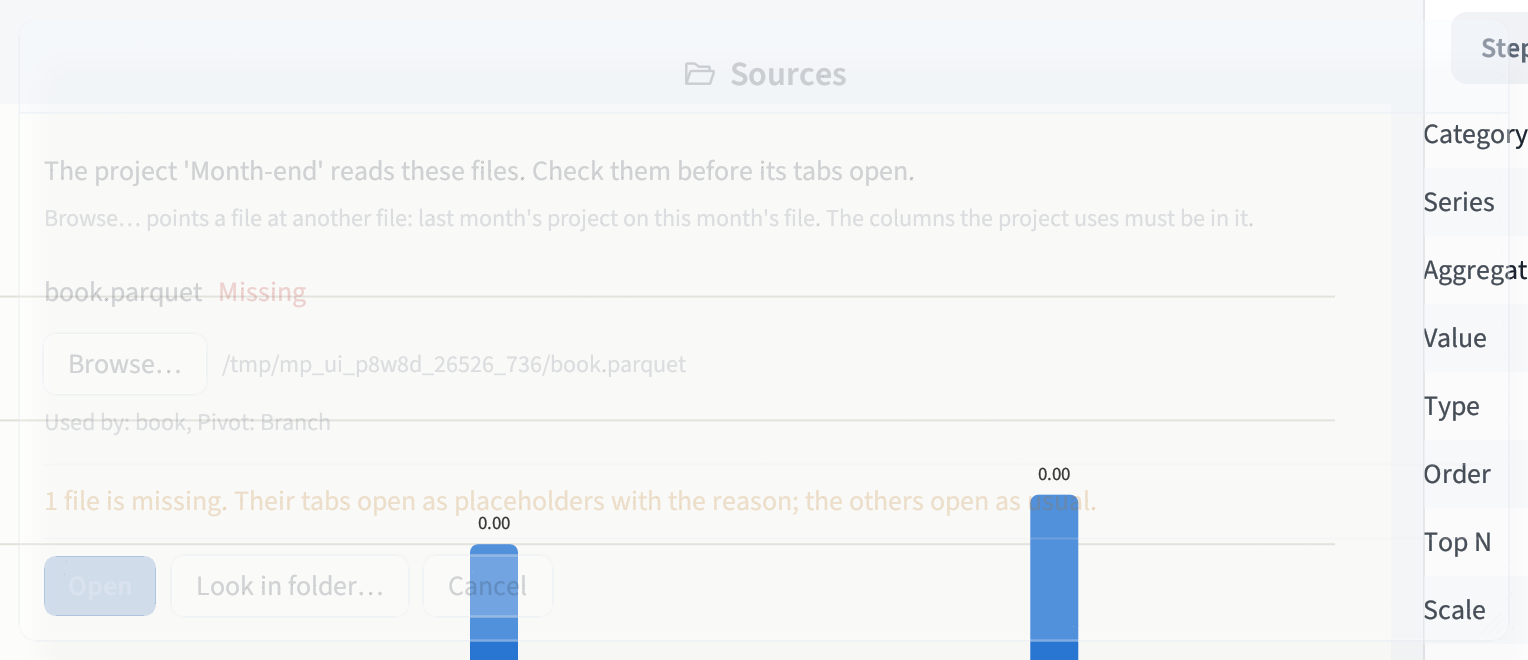 Sources
Step
The project 'Month-end' reads these files. Check them before its tabs open.
Category
Browse… points a file at another file: last month's project on this month's file. The columns the project uses must be in it.
Series
book.parquet Missing
Aggregat
Value
Browse… /tmp/mp_ui_p8w8d_26526_736/book.parquet
Type
Used by: book, Pivot: Branch
Order
0.00
1 file is missing. Their tabs open as placeholders with the reason; the others open as usual.
0.00
Top N
Open Look in folder… Cancel
Scale